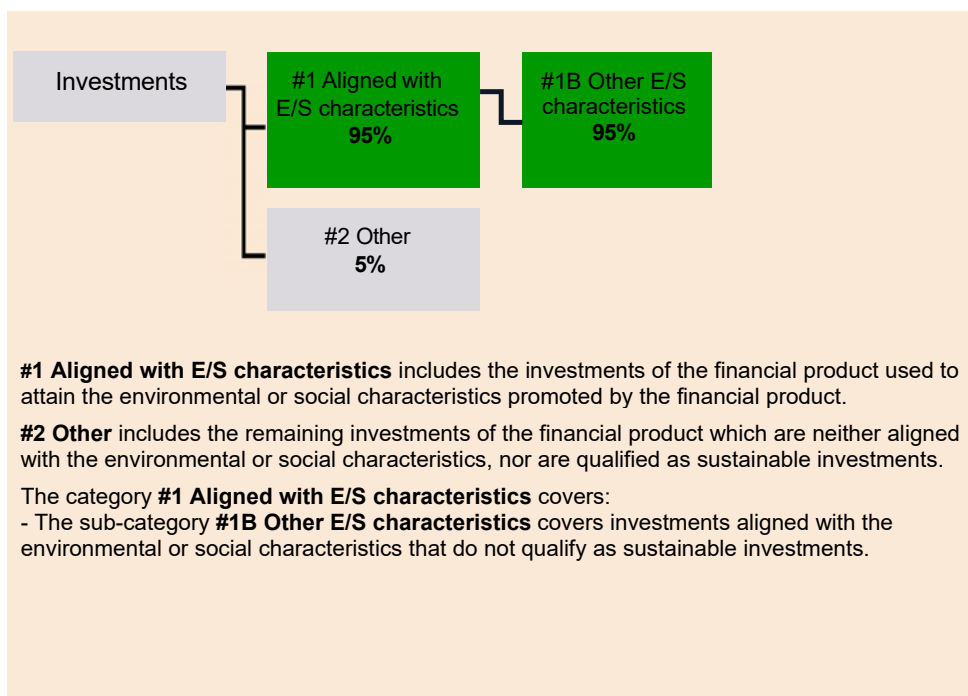 Investments
#1 Aligned with
E/S characteristics
95%
#1B Other E/S
characteristics
95%
#2 Other
5%
#1 Aligned with E/S characteristics includes the investments of the financial product used to
attain the environmental or social characteristics promoted by the financial product.
#2 Other includes the remaining investments of the financial product which are neither aligned
with the environmental or social characteristics, nor are qualified as sustainable investments.
The category #1 Aligned with E/S characteristics covers:
- The sub-category #1B Other E/S characteristics covers investments aligned with the
environmental or social characteristics that do not qualify as sustainable investments.